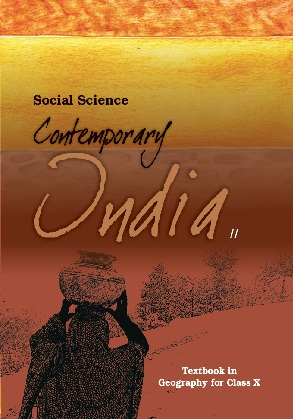 Social Science
Contemporary
India
II
Textbook in
Geography for Class X